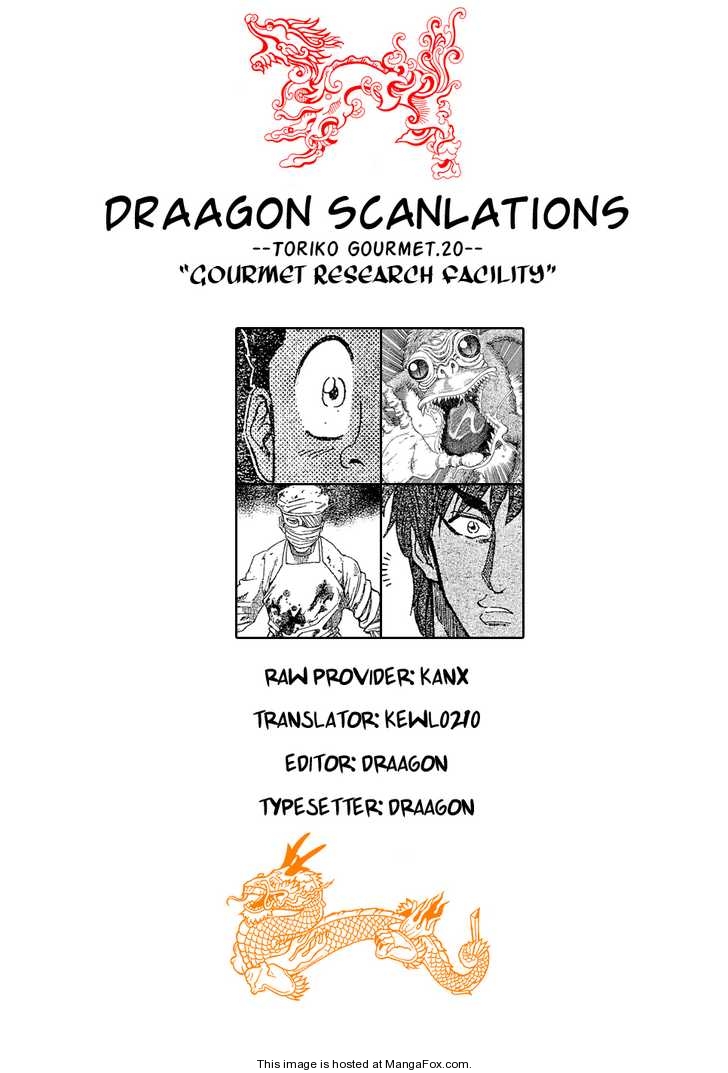 DRAAGON SCANLATIONS
--TORIKO GOURMET.20--
"GOURMET RESEARCH FACILITY"
RAW PROVIDER: KANX
TRANSLATOR: KEWL0210
EDITOR: DRAAGON
TYPESETTER: DRAAGON
This image is hosted at MangaFox.com.